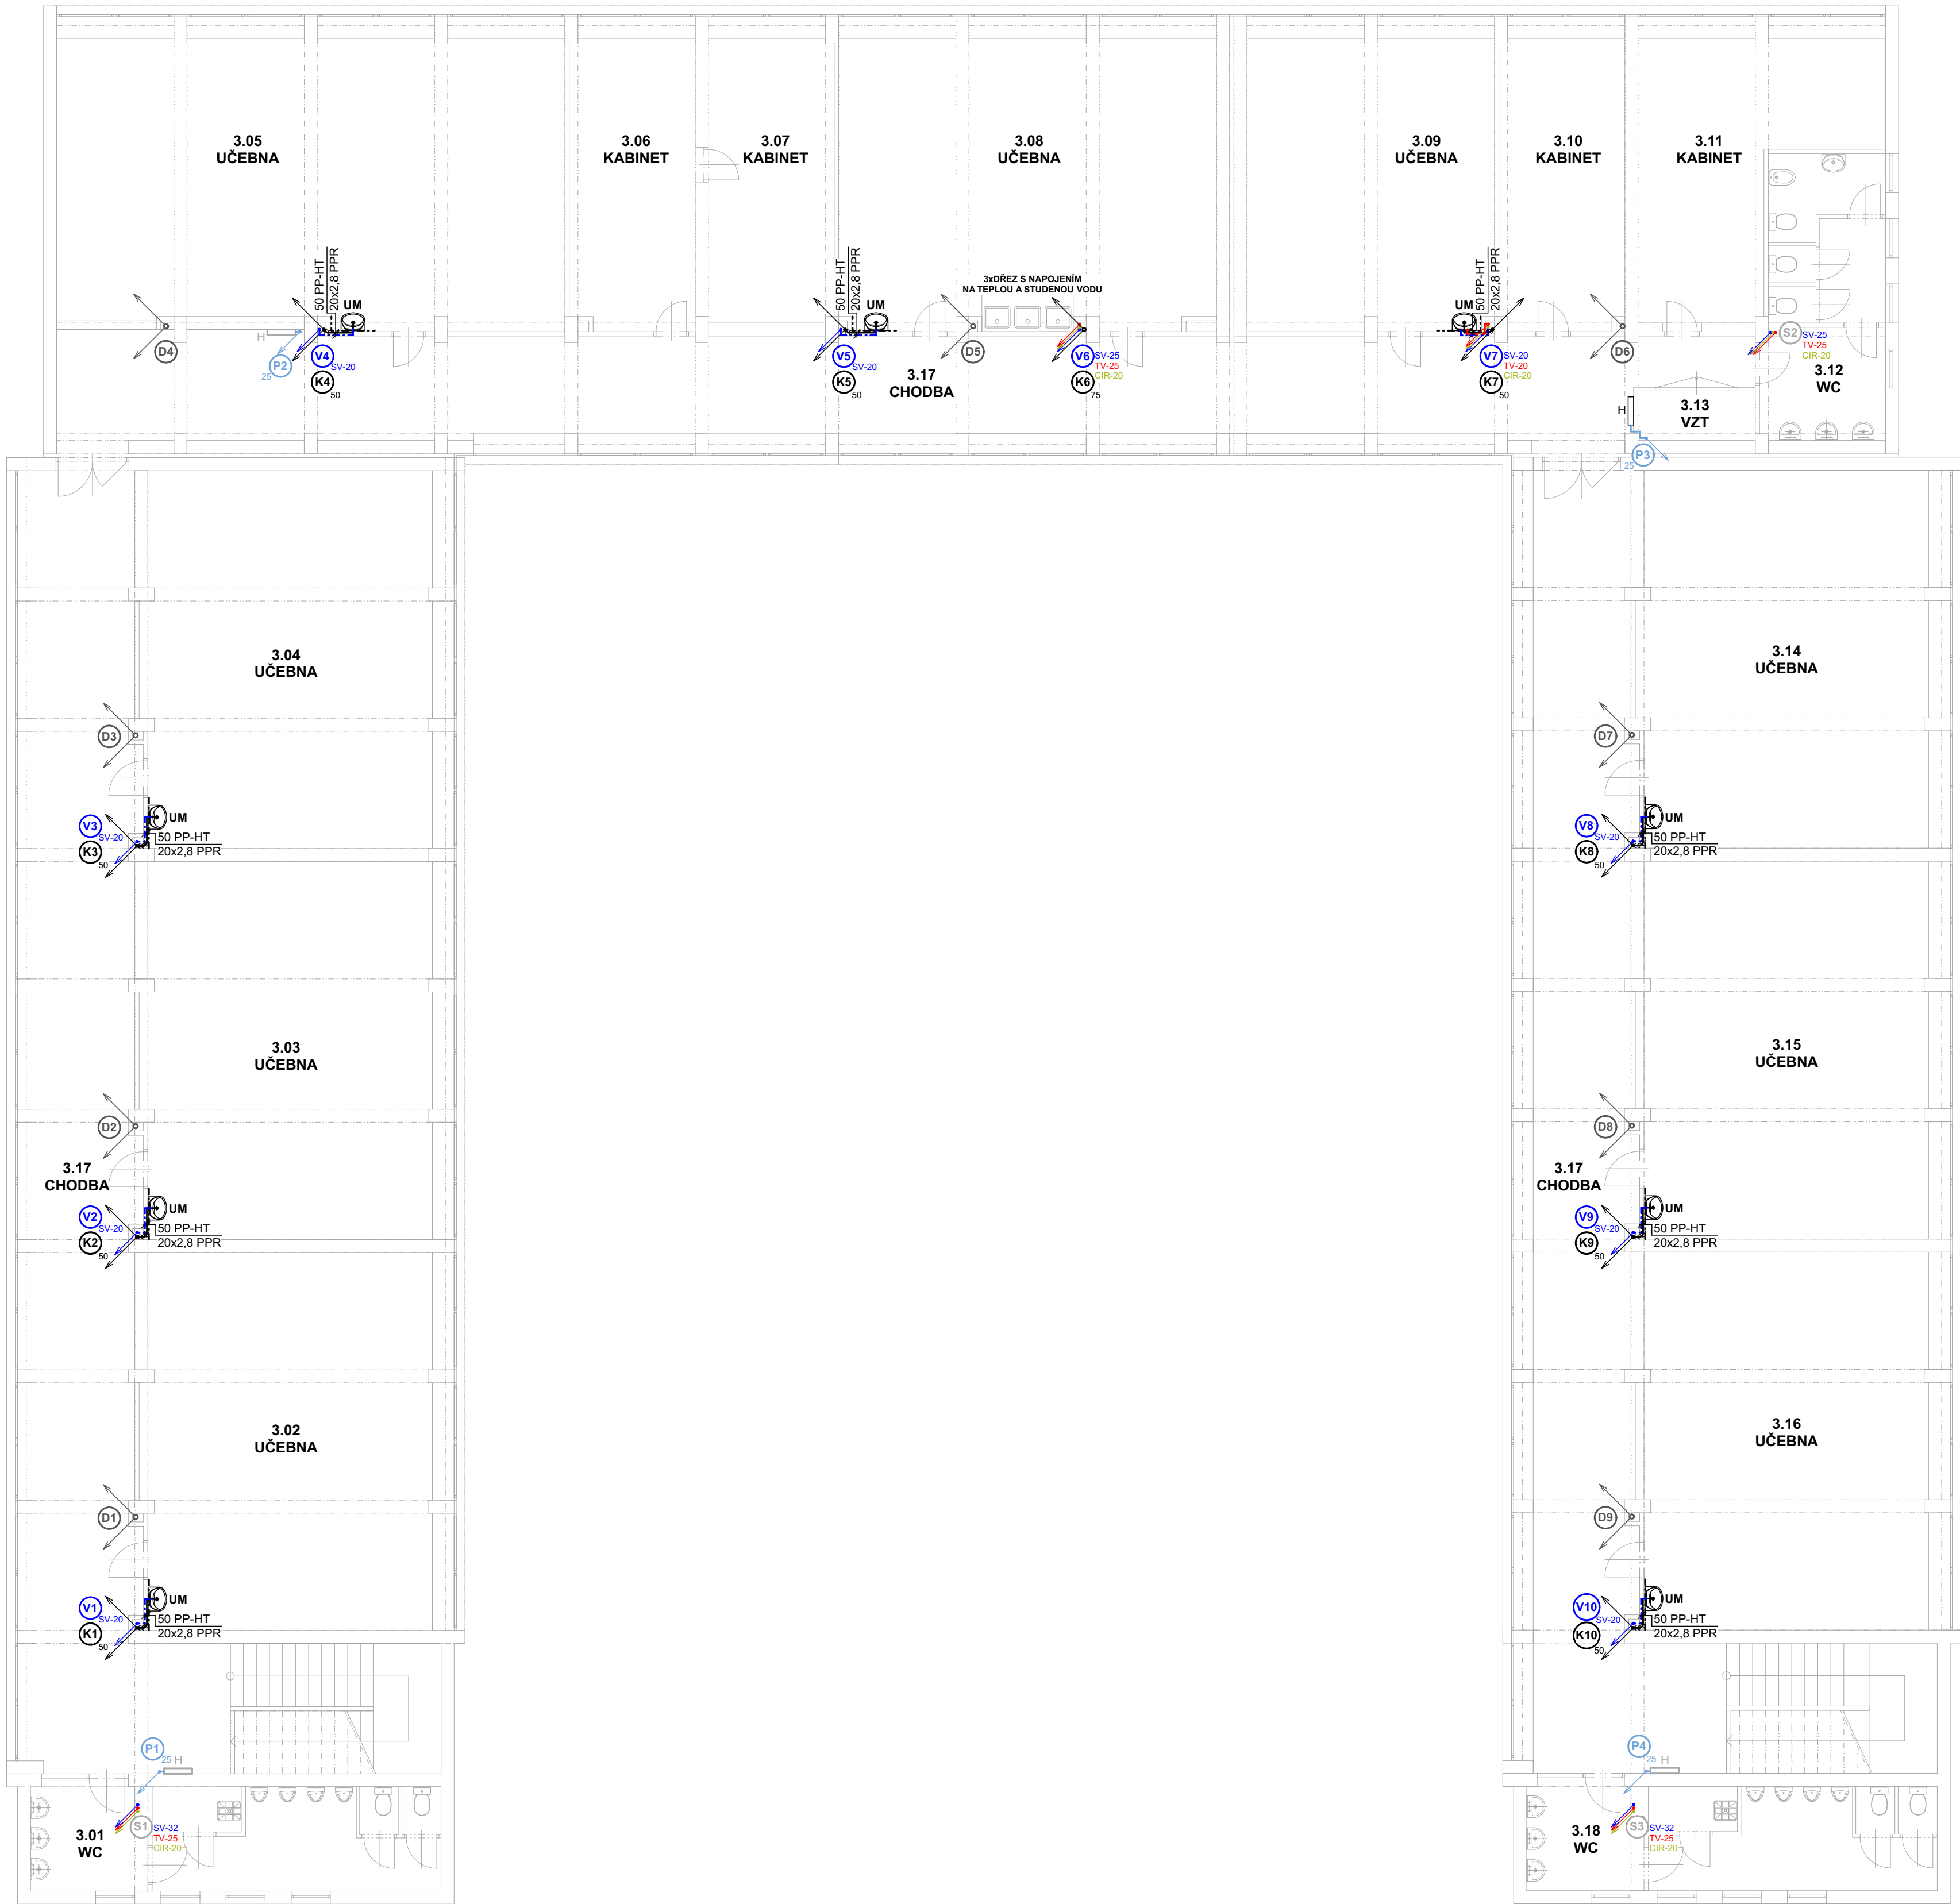 3.05
UČEBNA
3.06
KABINET
3.07
KABINET
3.08
UČEBNA
3.09
UČEBNA
3.10
KABINET
3.11
KABINET
50 PP-HT
20x2,8 PPR
UM
50 PP-HT
20x2,8 PPR
UM
3xDŘEZ S NAPOJENÍM
NA TEPLOU A STUDENOU VODU
UM
50 PP-HT
20x2,8 PPR
D4
H
P2
25
V4
SV-20
K4
50
V5
SV-20
K5
50
3.17
CHODBA
D5
V6
SV-25
TV-25
CIR-20
K6
75
V7
SV-20
TV-20
CIR-20
K7
50
D6
S2
SV-25
TV-25
CIR-20
3.12
WC
H
3.13
VZT
P3
25
3.04
UČEBNA
D3
UM
V3
SV-20
K3
50
50 PP-HT
20x2,8 PPR
3.03
UČEBNA
D2
3.17
CHODBA
UM
V2
SV-20
K2
50
50 PP-HT
20x2,8 PPR
3.02
UČEBNA
D1
UM
V1
SV-20
K1
50
50 PP-HT
20x2,8 PPR
P1
25
H
S1
SV-32
TV-25
CIR-20
3.01
WC
3.14
UČEBNA
D7
UM
V8
SV-20
K8
50
50 PP-HT
20x2,8 PPR
3.15
UČEBNA
D8
3.17
CHODBA
UM
V9
SV-20
K9
50
50 PP-HT
20x2,8 PPR
3.16
UČEBNA
D9
UM
V10
SV-20
K10
50
50 PP-HT
20x2,8 PPR
P4
25
H
S3
SV-32
TV-25
CIR-20
3.18
WC